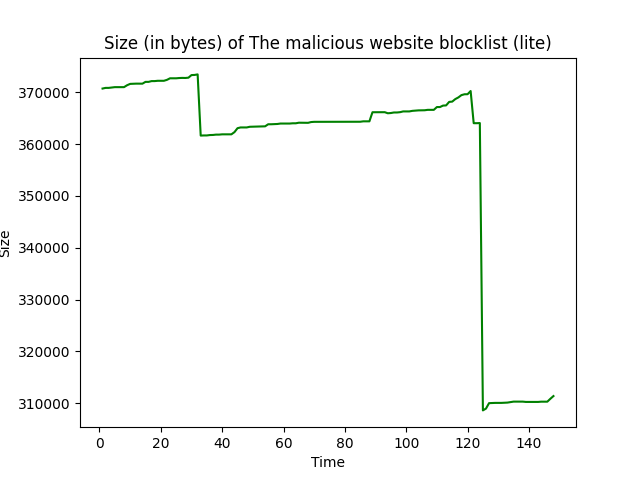 Size (in bytes) of The malicious website blocklist (lite)
370000
360000
350000
340000
330000
320000
310000
Size
0 20 40 60 80 100 120 140
Time